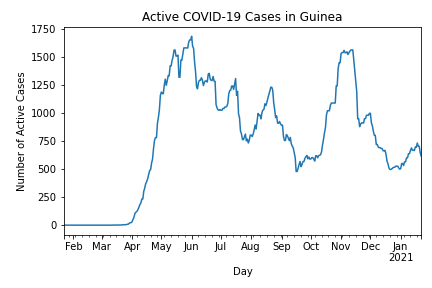 Active COVID-19 Cases in Guinea
1750
1500
1250
1000
750
500
250
0
Number of Active Cases
Feb Mar Apr May Jun Jul Aug Sep Oct Nov Dec Jan
2021
Day